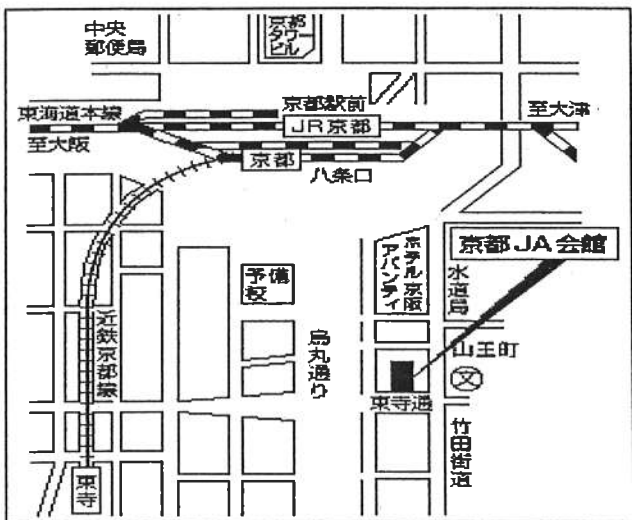 中央
郵便局
京都
タワー
ビル
東海道本線
京都駅前
至大津
JR京都
至大阪
京都
八条口
京都JA会館
ホテル京阪
アバンティ
水道局
予備
校
近鉄京都線
烏丸通り
山王町
文
東寺通
竹田街道
東寺